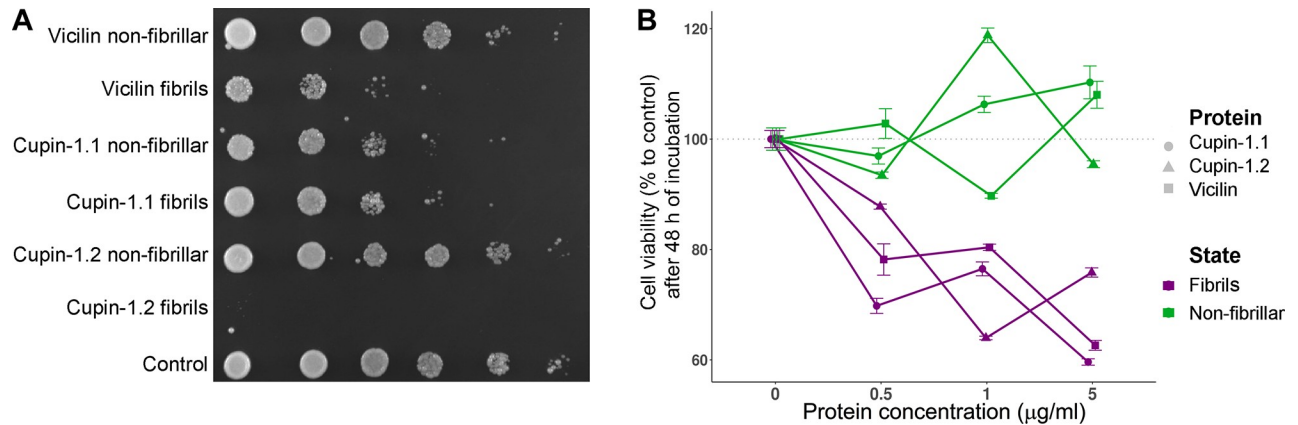 A
Vicilin non-fibrillar
Vicilin fibrils
Cupin-1.1 non-fibrillar
Cupin-1.1 fibrils
Cupin-1.2 non-fibrillar
Cupin-1.2 fibrils
Control
B
Cell viability (% to control)
after 48 h of incubation
120
100
80
60
0 0.5 1 5
Protein concentration (μg/ml)
Protein
Cupin-1.1
Cupin-1.2
Vicilin
State
Fibrils
Non-fibrillar